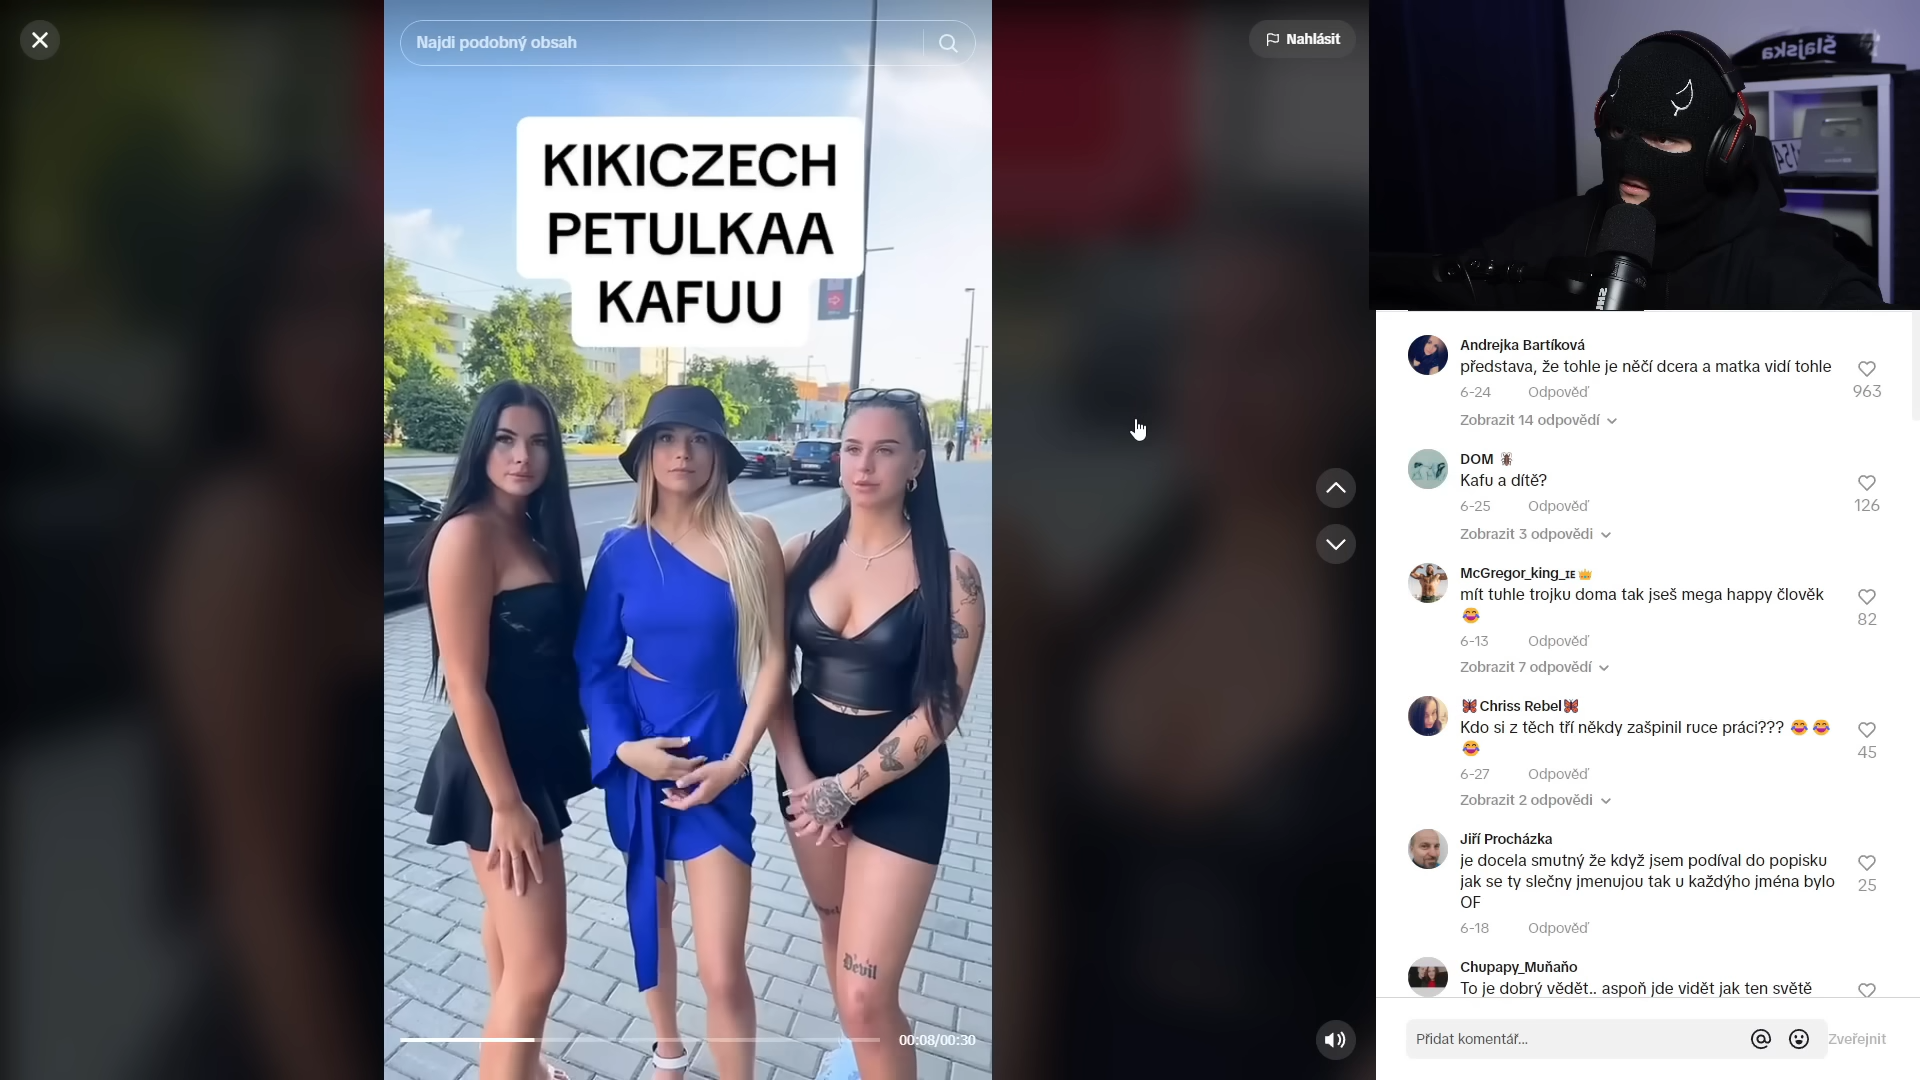 Najdi podobný obsah
Nahlásit
KIKICZECH
PETULKAA
KAFUU
Devil
00:08/00:30
Šlajska
Andrejka Bartíková
představa, že tohle je něčí dcera a matka vidí tohle
963
6-24 Odpověď
Zobrazit 14 odpovědí
DOM 🪳
Kafu a dítě?
126
6-25 Odpověď
Zobrazit 3 odpovědi
McGregor_king_ɪᴇ👑
mít tuhle trojku doma tak jseš mega happy člověk
😂
82
6-13 Odpověď
Zobrazit 7 odpovědí
🦋Chriss Rebel🦋
Kdo si z těch tří někdy zašpinil ruce práci??? 😂😂
😂
45
6-27 Odpověď
Zobrazit 2 odpovědi
Jiří Procházka
je docela smutný že když jsem podíval do popisku
jak se ty slečny jmenujou tak u každýho jména bylo
OF
25
6-18 Odpověď
Chupapy_Muňaňo
To je dobrý vědět.. aspoň jde vidět jak ten světě
Přidat komentář...
Zveřejnit